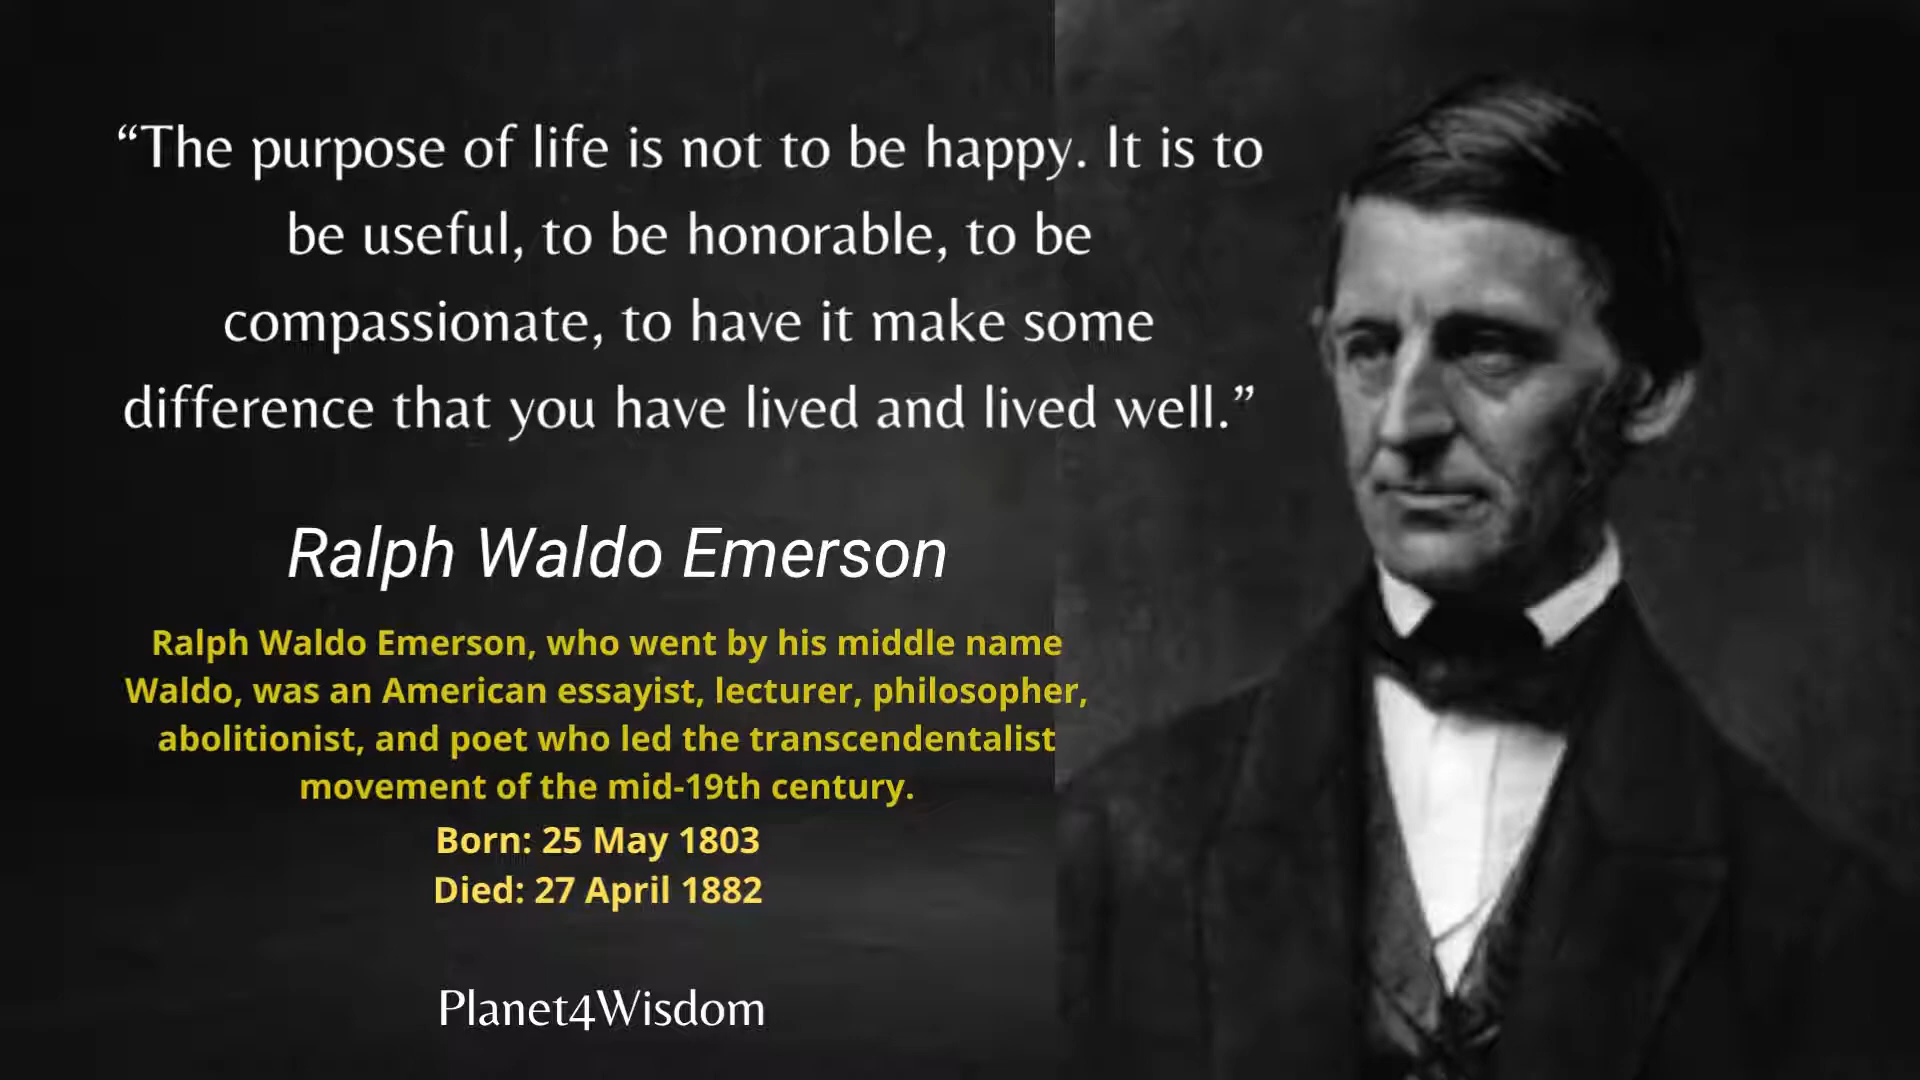 “The purpose of life is not to be happy. It is to
be useful, to be honorable, to be
compassionate, to have it make some
difference that you have lived and lived well.”
Ralph Waldo Emerson
Ralph Waldo Emerson, who went by his middle name
Waldo, was an American essayist, lecturer, philosopher,
abolitionist, and poet who led the transcendentalist
movement of the mid-19th century.
Born: 25 May 1803
Died: 27 April 1882
Planet4Wisdom